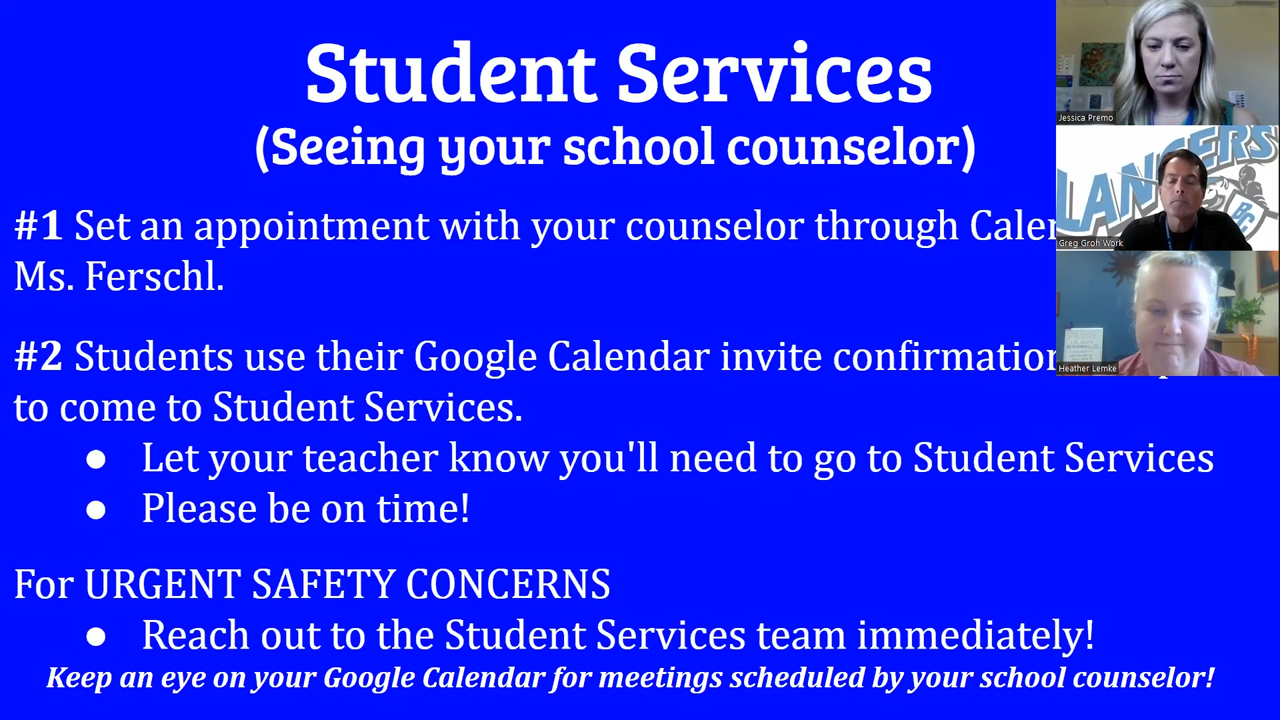 Student Services
(Seeing your school counselor)
#1 Set an appointment with your counselor through
Ms. Ferschl.
#2 Students use their Google Calendar invite confirmation
to come to Student Services.
● Let your teacher know you'll need to go to Student Services
● Please be on time!
For URGENT SAFETY CONCERNS
● Reach out to the Student Services team immediately!
Keep an eye on your Google Calendar for meetings scheduled by your school counselor!
Jessica Premo
LANCERS
BC
Greg Groh Work
Heather Lemke